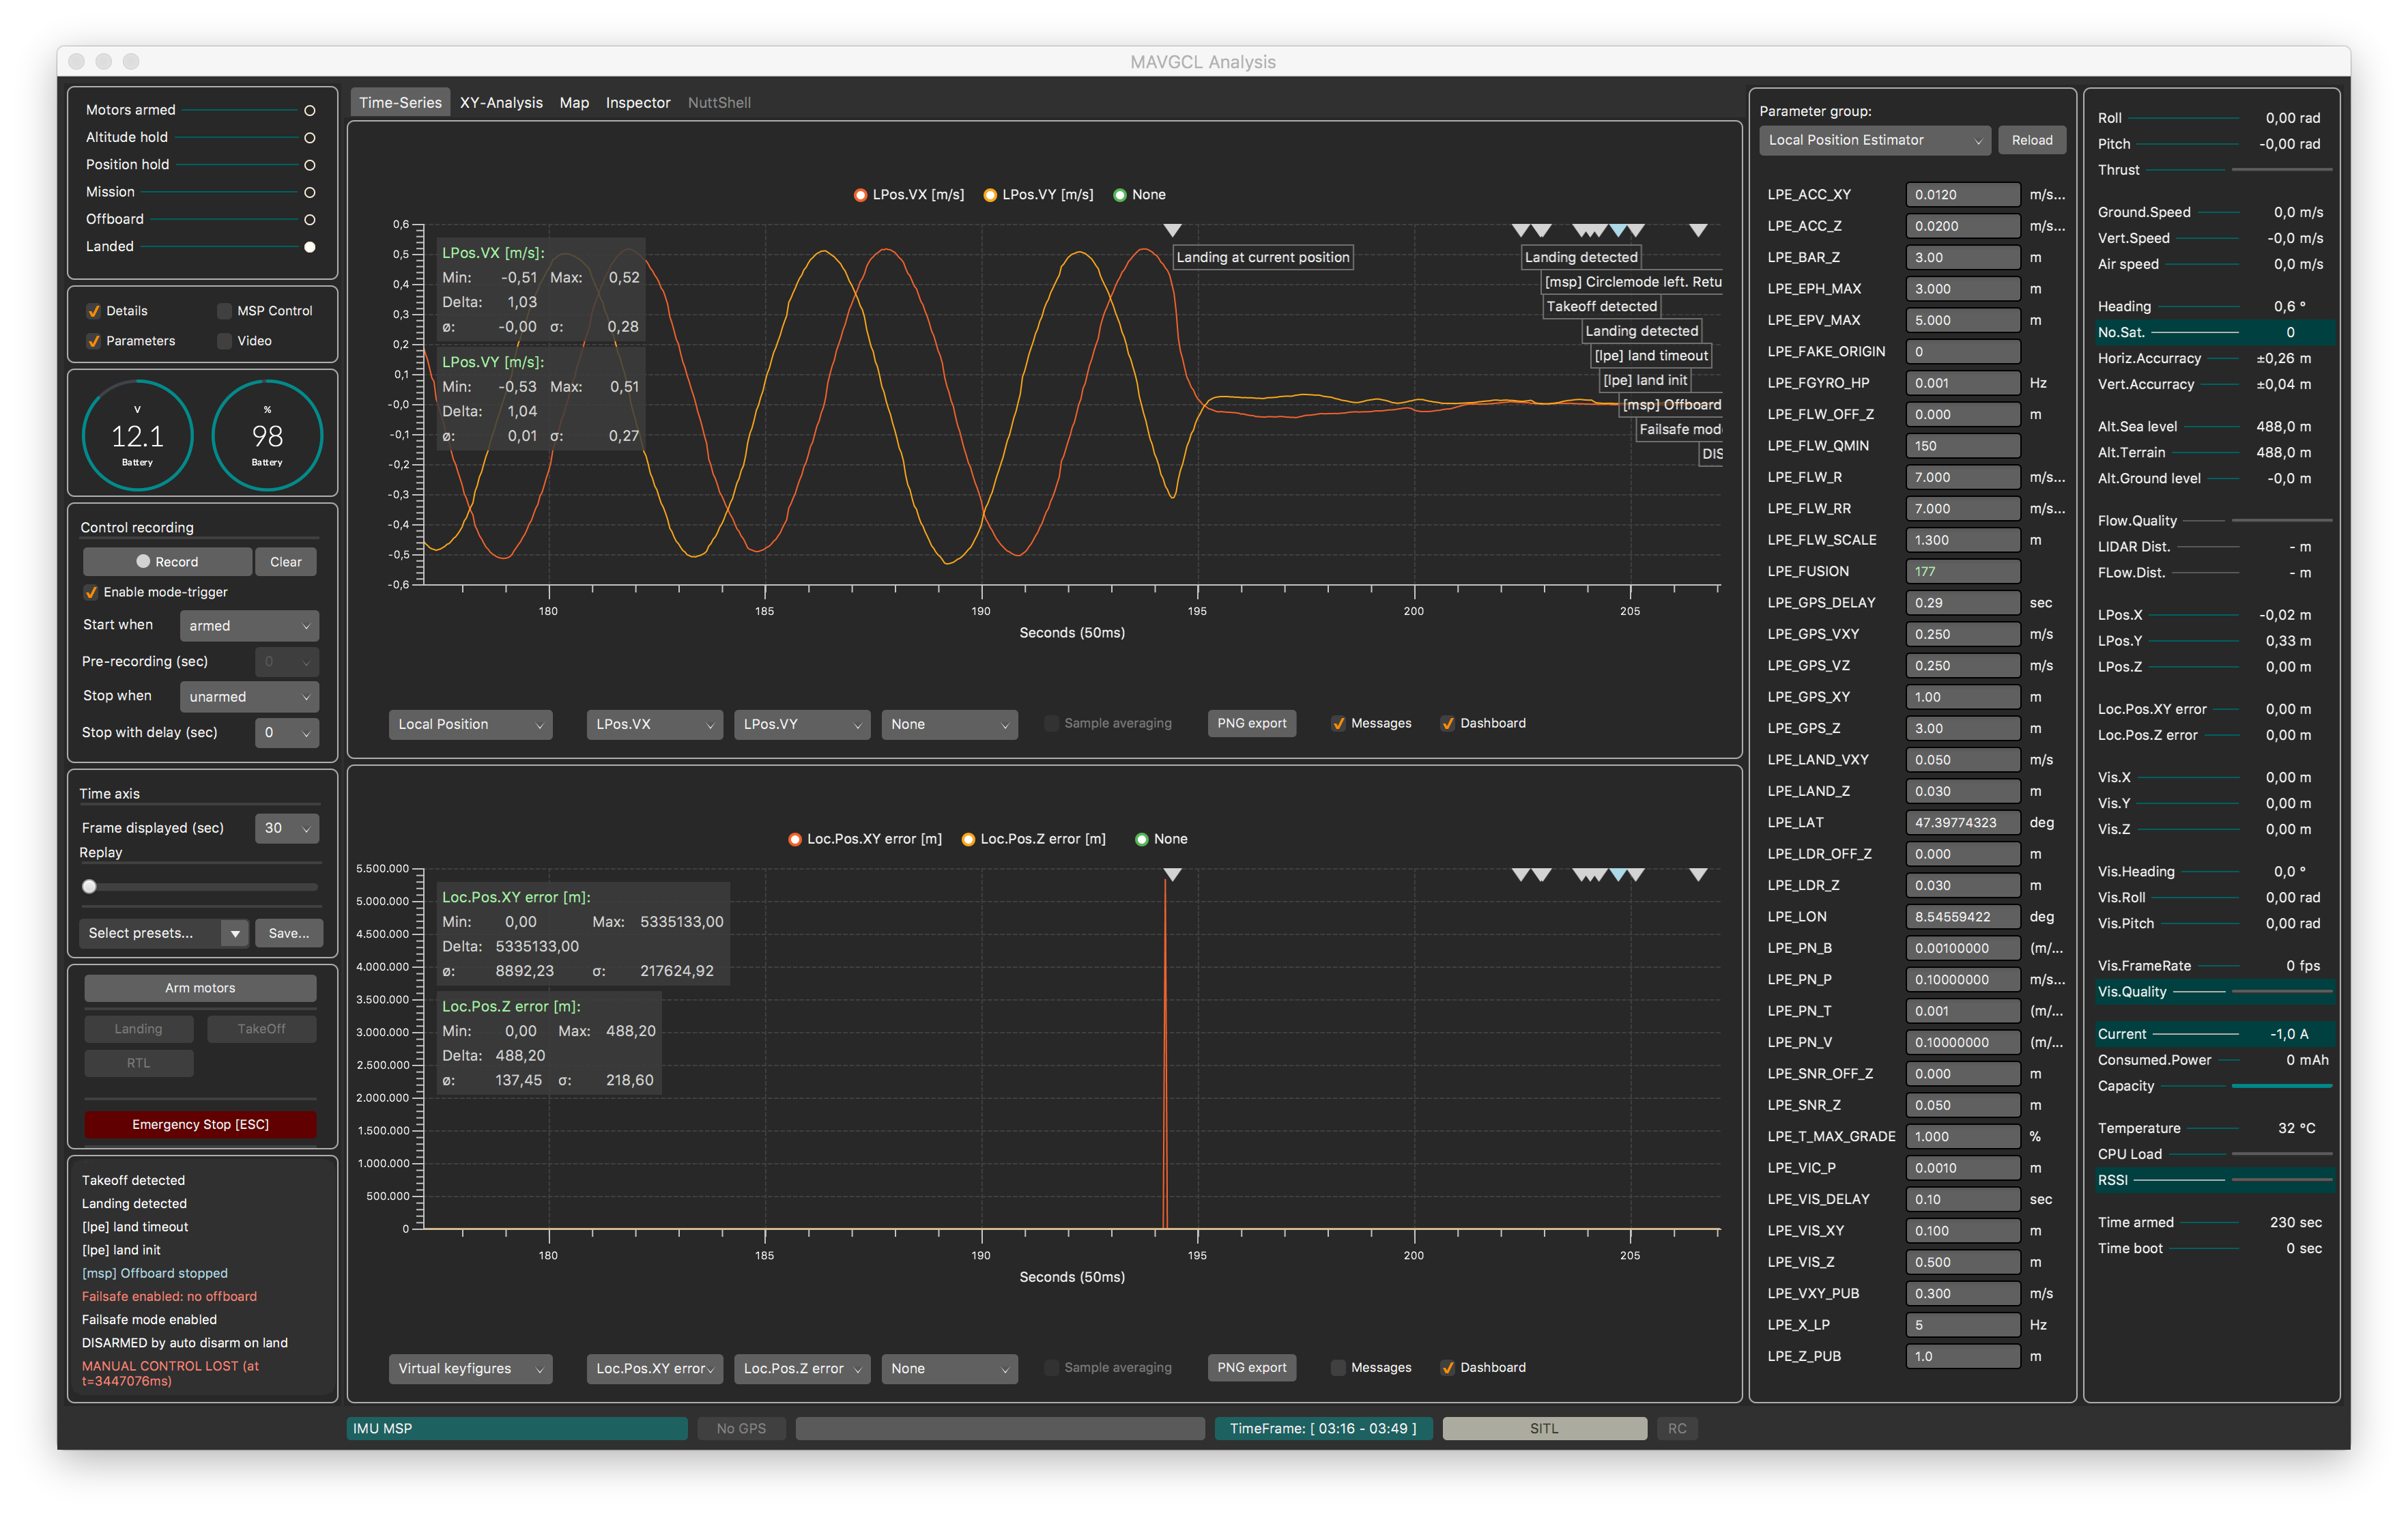 MAVGCL Analysis
Motors armed
Altitude hold
Position hold
Mission
Offboard
Landed
Details
MSP Control
Parameters
Video
V
12.1
Battery
%
98
Battery
Control recording
Record
Clear
Enable mode-trigger
Start when
armed
Pre-recording (sec)
0
Stop when
unarmed
Stop with delay (sec)
0
Time axis
Frame displayed (sec)
30
Replay
Select presets...
Save...
Arm motors
Landing
TakeOff
RTL
Emergency Stop [ESC]
Takeoff detected
Landing detected
[lpe] land timeout
[lpe] land init
[msp] Offboard stopped
Failsafe enabled: no offboard
Failsafe mode enabled
DISARMED by auto disarm on land
MANUAL CONTROL LOST (at
t=3447076ms)
Time-Series XY-Analysis Map Inspector NuttShell
LPos.VX [m/s] LPos.VY [m/s] None
0,6
0,5
0,4
0,3
0,2
0,1
-0,0
-0,1
-0,2
-0,3
-0,4
-0,5
-0,6
LPos.VX [m/s]:
Min: -0,51 Max: 0,52
Delta: 1,03
ø: -0,00 σ: 0,28
LPos.VY [m/s]:
Min: -0,53 Max: 0,51
Delta: 1,04
ø: 0,01 σ: 0,27
Landing at current position
Landing detected
[msp] Circlemode left. Retu
Takeoff detected
Landing detected
[lpe] land timeout
[lpe] land init
[msp] Offboard
Failsafe mod
DIS
180 185 190 195 200 205
Seconds (50ms)
Local Position
LPos.VX
LPos.VY
None
Sample averaging
PNG export
Messages
Dashboard
Loc.Pos.XY error [m] Loc.Pos.Z error [m] None
5.500.000
5.000.000
4.500.000
4.000.000
3.500.000
3.000.000
2.500.000
2.000.000
1.500.000
1.000.000
500.000
0
Loc.Pos.XY error [m]:
Min: 0,00 Max: 5335133,00
Delta: 5335133,00
ø: 8892,23 σ: 217624,92
Loc.Pos.Z error [m]:
Min: 0,00 Max: 488,20
Delta: 488,20
ø: 137,45 σ: 218,60
180 185 190 195 200 205
Seconds (50ms)
Virtual keyfigures
Loc.Pos.XY error
Loc.Pos.Z error
None
Sample averaging
PNG export
Messages
Dashboard
IMU MSP
No GPS
TimeFrame: [ 03:16 - 03:49 ]
SITL
RC
Parameter group:
Local Position Estimator
Reload
LPE_ACC_XY 0.0120 m/s...
LPE_ACC_Z 0.0200 m/s...
LPE_BAR_Z 3.00 m
LPE_EPH_MAX 3.000 m
LPE_EPV_MAX 5.000 m
LPE_FAKE_ORIGIN 0
LPE_FGYRO_HP 0.001 Hz
LPE_FLW_OFF_Z 0.000 m
LPE_FLW_QMIN 150
LPE_FLW_R 7.000 m/s...
LPE_FLW_RR 7.000 m/s...
LPE_FLW_SCALE 1.300 m
LPE_FUSION 177
LPE_GPS_DELAY 0.29 sec
LPE_GPS_VXY 0.250 m/s
LPE_GPS_VZ 0.250 m/s
LPE_GPS_XY 1.00 m
LPE_GPS_Z 3.00 m
LPE_LAND_VXY 0.050 m/s
LPE_LAND_Z 0.030 m
LPE_LAT 47.39774323 deg
LPE_LDR_OFF_Z 0.000 m
LPE_LDR_Z 0.030 m
LPE_LON 8.54559422 deg
LPE_PN_B 0.00100000 (m/...
LPE_PN_P 0.10000000 m/s...
LPE_PN_T 0.001 (m/...
LPE_PN_V 0.10000000 (m/...
LPE_SNR_OFF_Z 0.000 m
LPE_SNR_Z 0.050 m
LPE_T_MAX_GRADE 1.000 %
LPE_VIC_P 0.0010 m
LPE_VIS_DELAY 0.10 sec
LPE_VIS_XY 0.100 m
LPE_VIS_Z 0.500 m
LPE_VXY_PUB 0.300 m/s
LPE_X_LP 5 Hz
LPE_Z_PUB 1.0 m
Roll 0,00 rad
Pitch -0,00 rad
Thrust
Ground.Speed 0,0 m/s
Vert.Speed -0,0 m/s
Air speed 0,0 m/s
Heading 0,6 °
No.Sat. 0
Horiz.Accurracy ±0,26 m
Vert.Accurracy ±0,04 m
Alt.Sea level 488,0 m
Alt.Terrain 488,0 m
Alt.Ground level -0,0 m
Flow.Quality
LIDAR Dist. - m
FLow.Dist. - m
LPos.X -0,02 m
LPos.Y 0,33 m
LPos.Z 0,00 m
Loc.Pos.XY error 0,00 m
Loc.Pos.Z error 0,00 m
Vis.X 0,00 m
Vis.Y 0,00 m
Vis.Z 0,00 m
Vis.Heading 0,0 °
Vis.Roll 0,00 rad
Vis.Pitch 0,00 rad
Vis.FrameRate 0 fps
Vis.Quality
Current -1,0 A
Consumed.Power 0 mAh
Capacity
Temperature 32 °C
CPU Load
RSSI
Time armed 230 sec
Time boot 0 sec